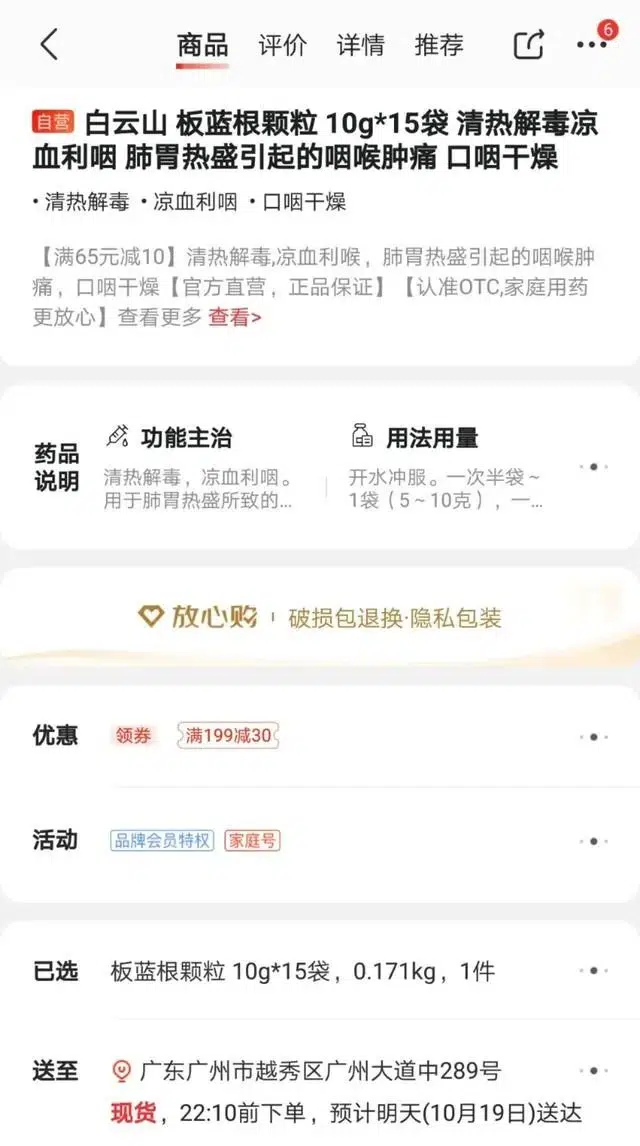 商品 评价 详情 推荐 6
自营 白云山 板蓝根颗粒 10g*15袋 清热解毒凉
血利咽 肺胃热盛引起的咽喉肿痛 口咽干燥
·清热解毒 ·凉血利咽 ·口咽干燥
【满65元减10】清热解毒,凉血利喉，肺胃热盛引起的咽喉肿
痛，口咽干燥【官方直营，正品保证】【认准OTC,家庭用药
更放心】查看更多 查看>
药品
说明
功能主治
清热解毒，凉血利咽。
用于肺胃热盛所致的...
用法用量
开水冲服。一次半袋~
1袋（5~10克），一...
放心购 破损包退换·隐私包装
优惠 领券 满199减30
活动 品牌会员特权 家庭号
已选 板蓝根颗粒 10g*15袋，0.171kg，1件
送至 广东广州市越秀区广州大道中289号
现货，22:10前下单，预计明天(10月19日)送达